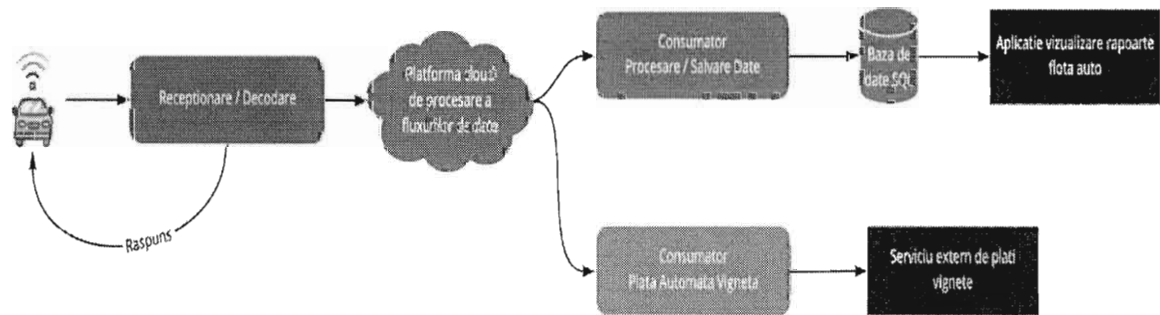 Receptionare / Decodare
Raspuns
Platforma cloud
de procesare a
fluxurilor de date
Consumator
Procesare / Salvare Date
Baza de
date SQL
Aplicatie vizualizare rapoarte
flota auto
Consumator
Plata Automata Vigneta
Serviciu extern de plati
vignete